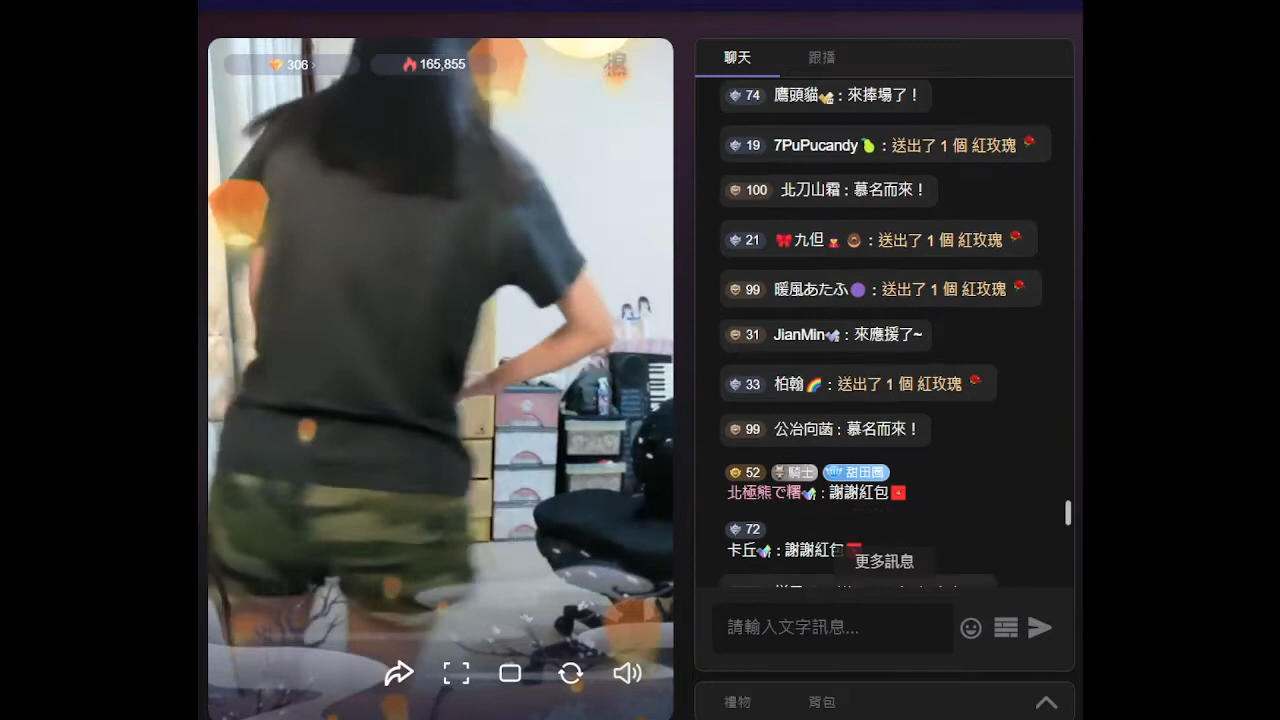 306 ›
165,855
聊天
跟播
74 鷹頭貓：來捧場了！
19 7PuPucandy：送出了 1 個 紅玫瑰
100 北刀山霜：慕名而來！
21 九但：送出了 1 個 紅玫瑰
99 暖風あたふ：送出了 1 個 紅玫瑰
31 JianMin：來應援了~
33 柏翰：送出了 1 個 紅玫瑰
99 公冶向菡：慕名而來！
52 騎士 甜田圈
北極熊で糬：謝謝紅包
72
卡丘：謝謝紅包
更多訊息
請輸入文字訊息...
禮物
背包